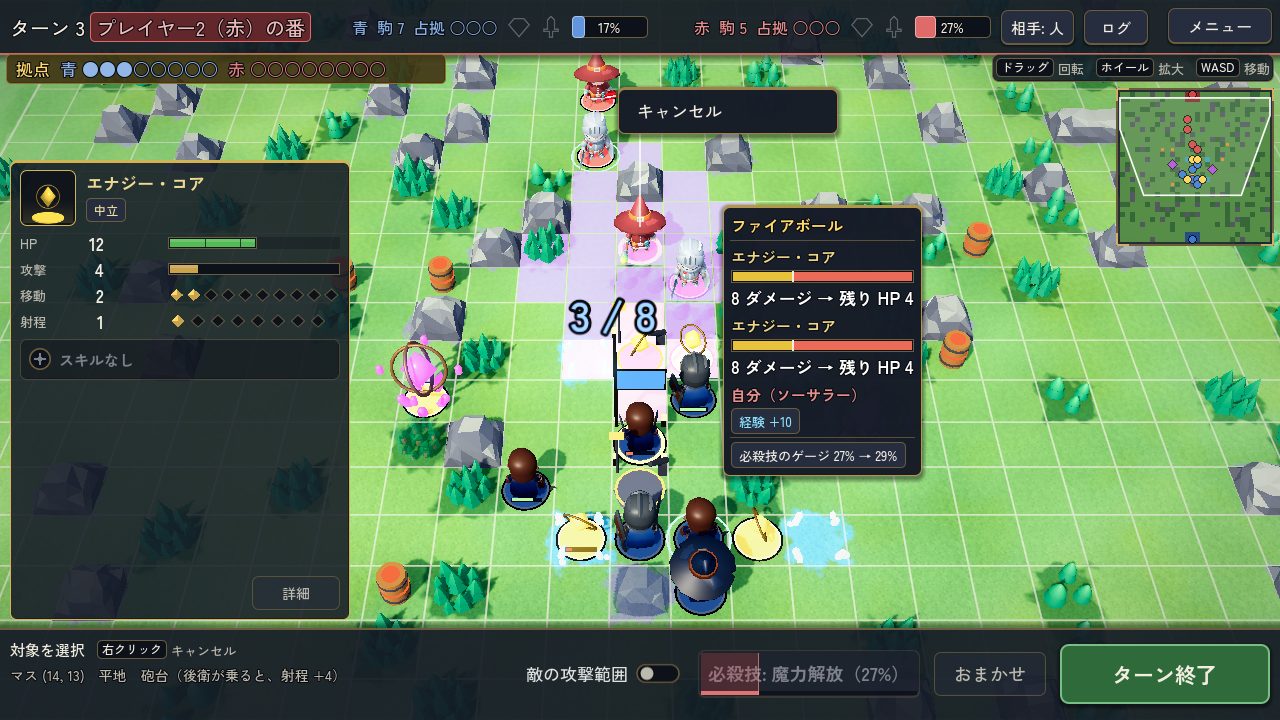 ターン 3 プレイヤー2（赤）の番
青 駒 7 占拠 17%
赤 駒 5 占拠 27%
相手: 人
ログ
メニュー
拠点 青 赤
ドラッグ 回転 ホイール 拡大 WASD 移動
キャンセル
エナジー・コア
中立
HP 12
攻撃 4
移動 2
射程 1
スキルなし
詳細
3 / 8
ファイアボール
エナジー・コア
8 ダメージ → 残り HP 4
エナジー・コア
8 ダメージ → 残り HP 4
自分（ソーサラー）
経験 +10
必殺技のゲージ 27% → 29%
対象を選択 右クリック キャンセル
マス (14, 13) 平地 砲台（後衛が乗ると、射程 +4）
敵の攻撃範囲
必殺技: 魔力解放（27%）
おまかせ
ターン終了